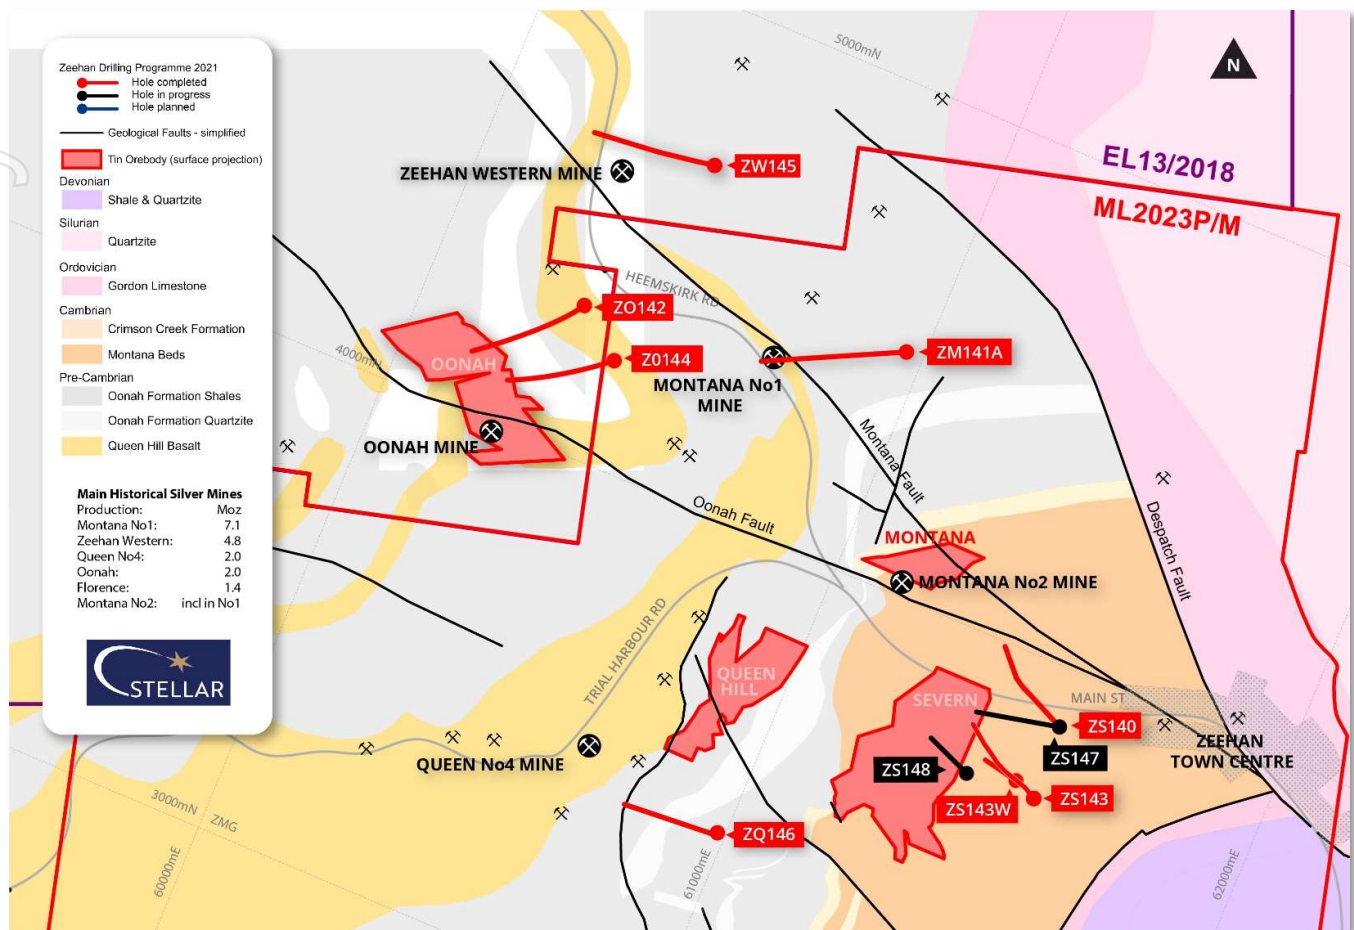 Zeehan Drilling Programme 2021
Hole completed
Hole in progress
Hole planned
Geological Faults - simplified
Tin Orebody (surface projection)
Devonian
Shale & Quartzite
Silurian
Quartzite
Ordovician
Gordon Limestone
Cambrian
Crimson Creek Formation
Montana Beds
Pre-Cambrian
Oonah Formation Shales
Oonah Formation Quartzite
Queen Hill Basalt
Main Historical Silver Mines
Production: Moz
Montana No1: 7.1
Zeehan Western: 4.8
Queen No4: 2.0
Oonah: 2.0
Florence: 1.4
Montana No2: incl in No1
STELLAR
5000mN
N
EL13/2018
ML2023P/M
ZEEHAN WESTERN MINE
ZW145
HEEMSKIRK RD
ZO142
Z0144
4000mN
OONAH
ZM141A
MONTANA No1
MINE
OONAH MINE
Montana Fault
Oonah Fault
Despatch Fault
MONTANA
MONTANA No2 MINE
TRIAL HARBOUR RD
QUEEN
HILL
SEVERN
MAIN ST
ZS140
ZS147
ZEEHAN
TOWN CENTRE
QUEEN No4 MINE
ZS148
ZS143W
ZS143
3000mN
ZMG
ZQ146
60000mE
61000mE
62000mE